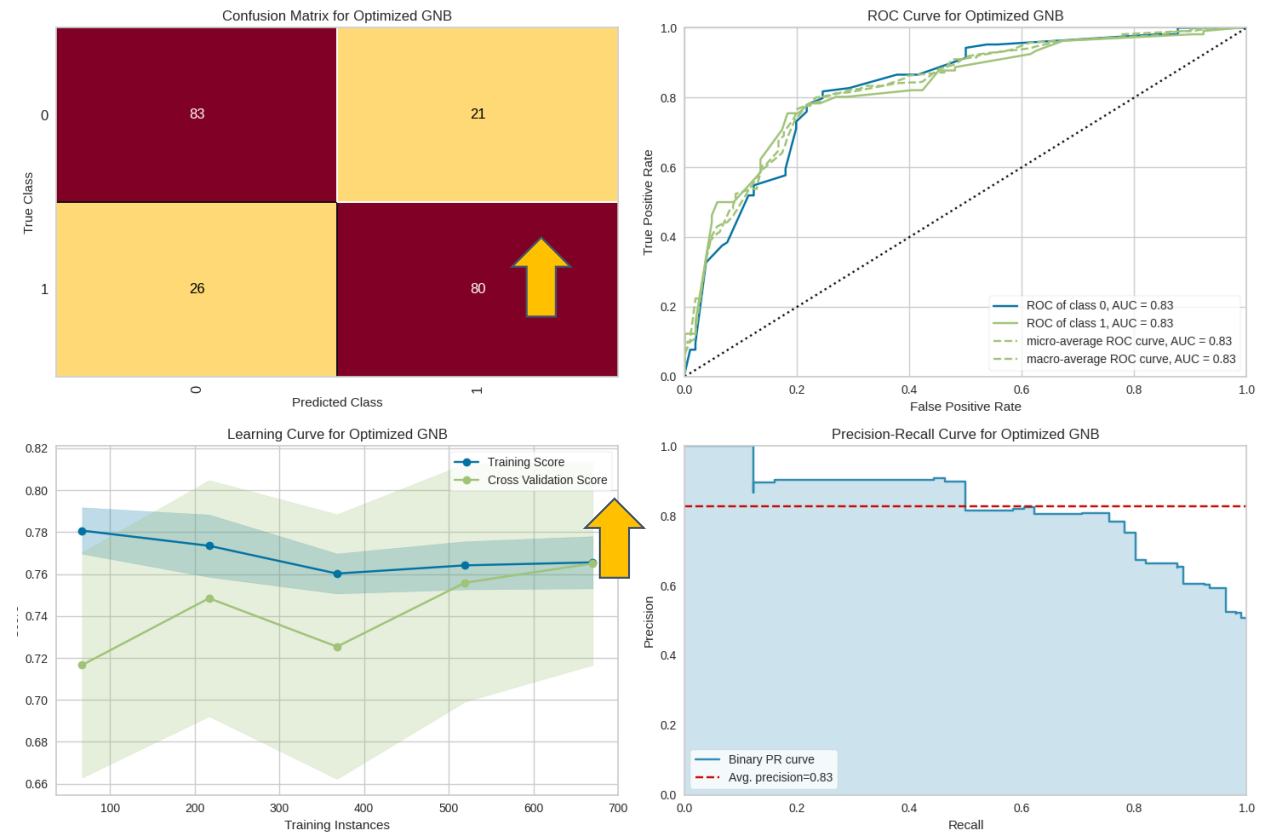 Confusion Matrix for Optimized GNB
True Class
0
83
21
1
26
80
0
1
Predicted Class
ROC Curve for Optimized GNB
True Positive Rate
1.0
0.8
0.6
0.4
0.2
0.0
ROC of class 0, AUC = 0.83
ROC of class 1, AUC = 0.83
micro-average ROC curve, AUC = 0.83
macro-average ROC curve, AUC = 0.83
0.0 0.2 0.4 0.6 0.8 1.0
False Positive Rate
Learning Curve for Optimized GNB
0.82
0.80
0.78
0.76
0.74
0.72
0.70
0.68
0.66
Training Score
Cross Validation Score
100 200 300 400 500 600 700
Training Instances
Precision-Recall Curve for Optimized GNB
Precision
1.0
0.8
0.6
0.4
0.2
0.0
Binary PR curve
Avg. precision=0.83
0.0 0.2 0.4 0.6 0.8 1.0
Recall